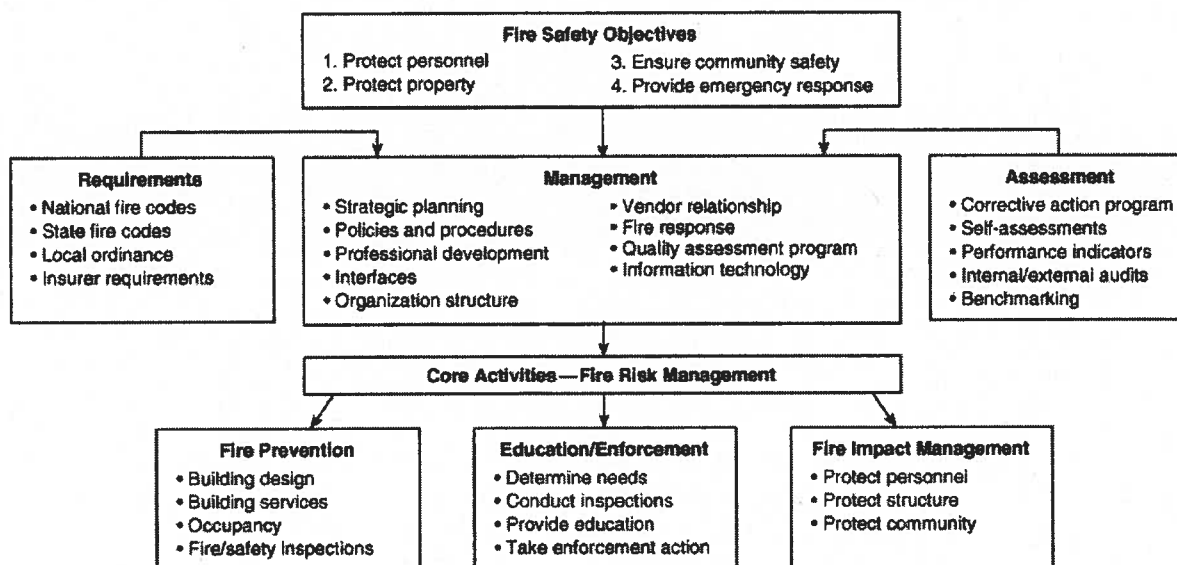 Fire Safety Objectives
1. Protect personnel
2. Protect property
3. Ensure community safety
4. Provide emergency response
Requirements
• National fire codes
• State fire codes
• Local ordinance
• Insurer requirements
Management
• Strategic planning
• Policies and procedures
• Professional development
• Interfaces
• Organization structure
• Vendor relationship
• Fire response
• Quality assessment program
• Information technology
Assessment
• Corrective action program
• Self-assessments
• Performance indicators
• Internal/external audits
• Benchmarking
Core Activities—Fire Risk Management
Fire Prevention
• Building design
• Building services
• Occupancy
• Fire/safety inspections
Education/Enforcement
• Determine needs
• Conduct inspections
• Provide education
• Take enforcement action
Fire Impact Management
• Protect personnel
• Protect structure
• Protect community